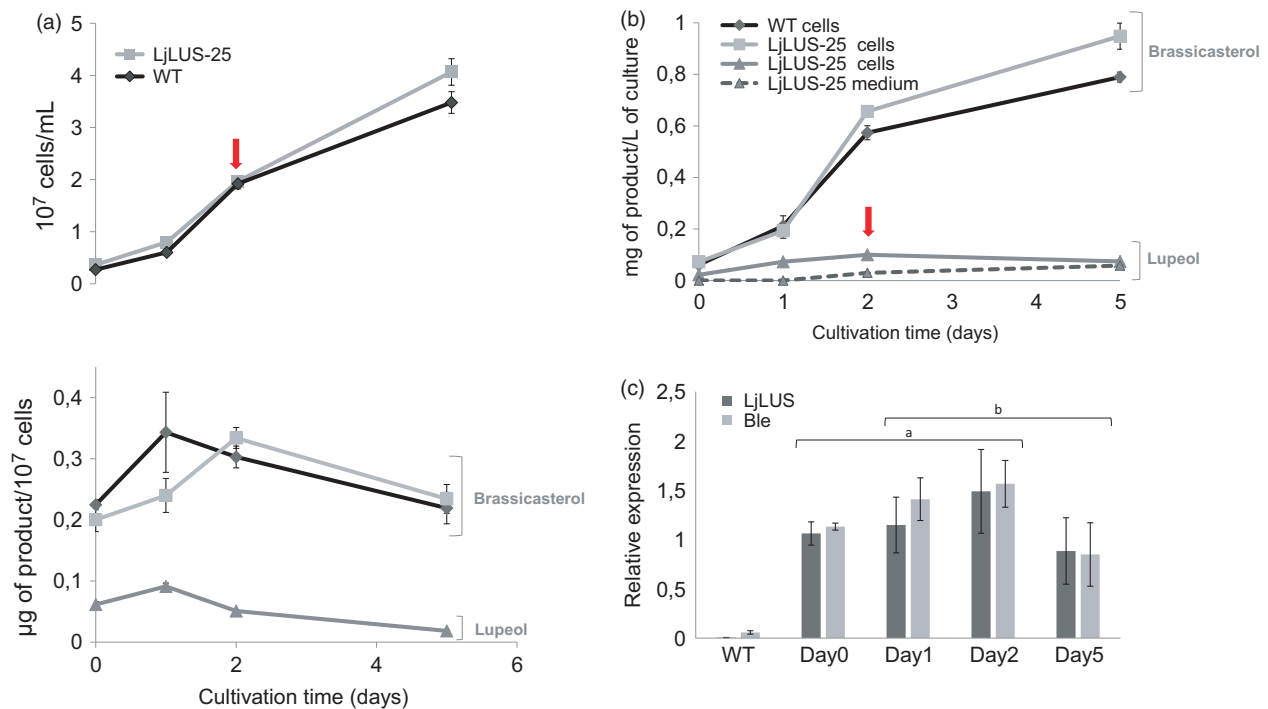 (a)
5
4
3
2
1
0
10⁷ cells/mL
LjLUS-25
WT
0,4
0,3
0,2
0,1
0
µg of product/10⁷ cells
Brassicasterol
Lupeol
0 2 4 6
Cultivation time (days)
(b)
1
0,8
0,6
0,4
0,2
0
mg of product/L of culture
WT cells
LjLUS-25 cells
LjLUS-25 cells
LjLUS-25 medium
Brassicasterol
Lupeol
0 1 2 3 4 5
Cultivation time (days)
(c)
2,5
2
1,5
1
0,5
0
Relative expression
LjLUS
Ble
b
a
WT Day0 Day1 Day2 Day5